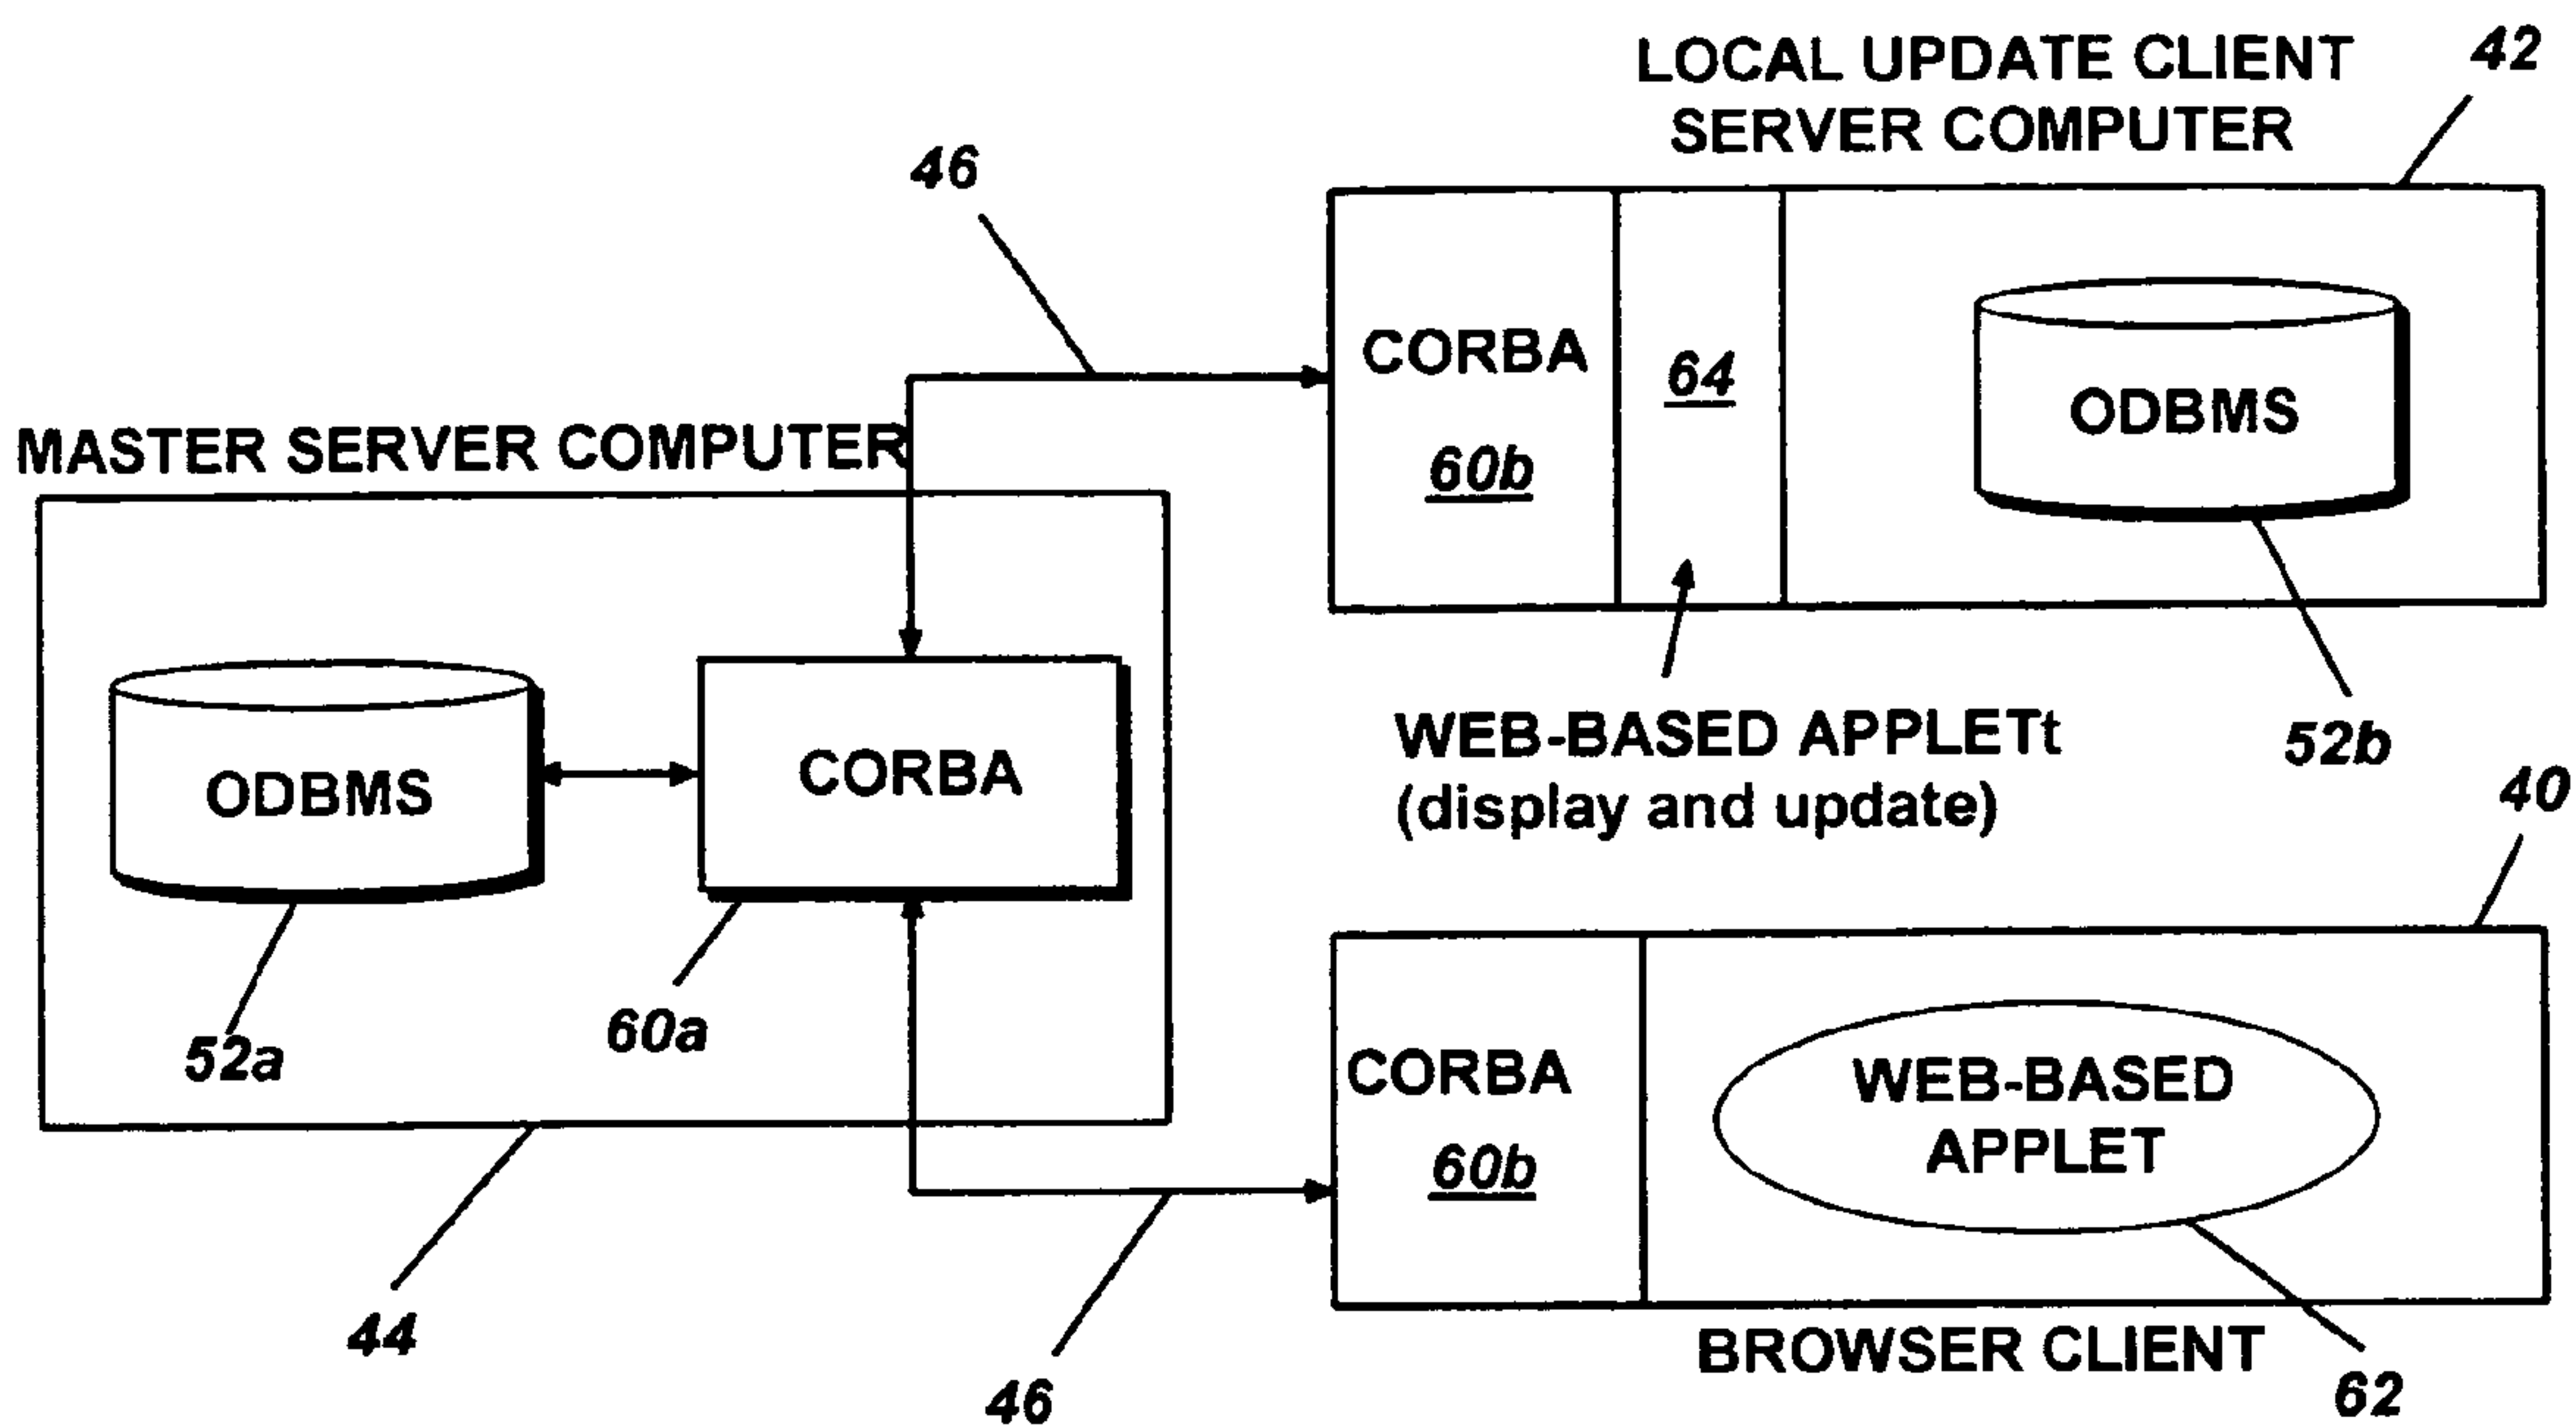 LOCAL UPDATE CLIENT
SERVER COMPUTER
42
46
CORBA
60b
64
ODBMS
52b
MASTER SERVER COMPUTER
ODBMS
CORBA
52a
60a
44
WEB-BASED APPLETt
(display and update)
40
CORBA
60b
WEB-BASED
APPLET
BROWSER CLIENT
62
46